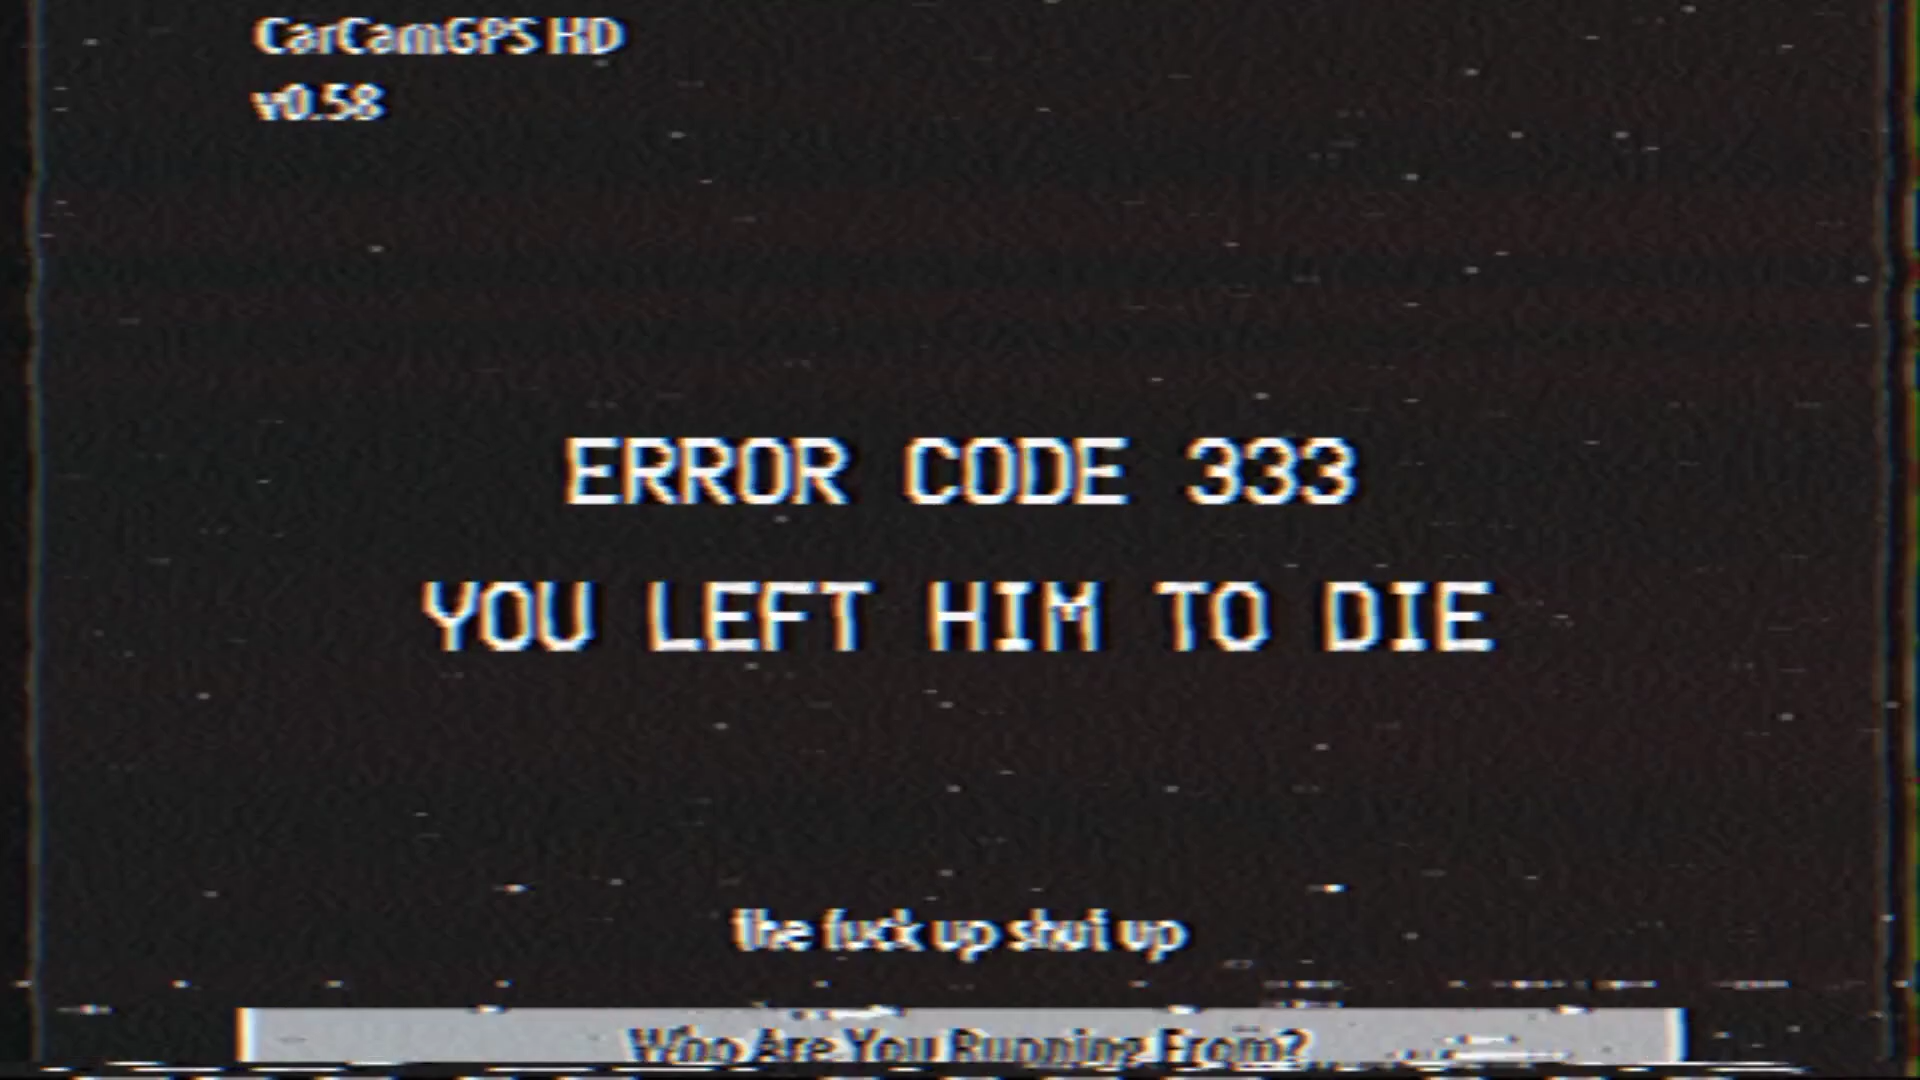 CarCamGPS HD
v0.58
ERROR CODE 333
YOU LEFT HIM TO DIE
the fuck up shut up
Who Are You Running From?